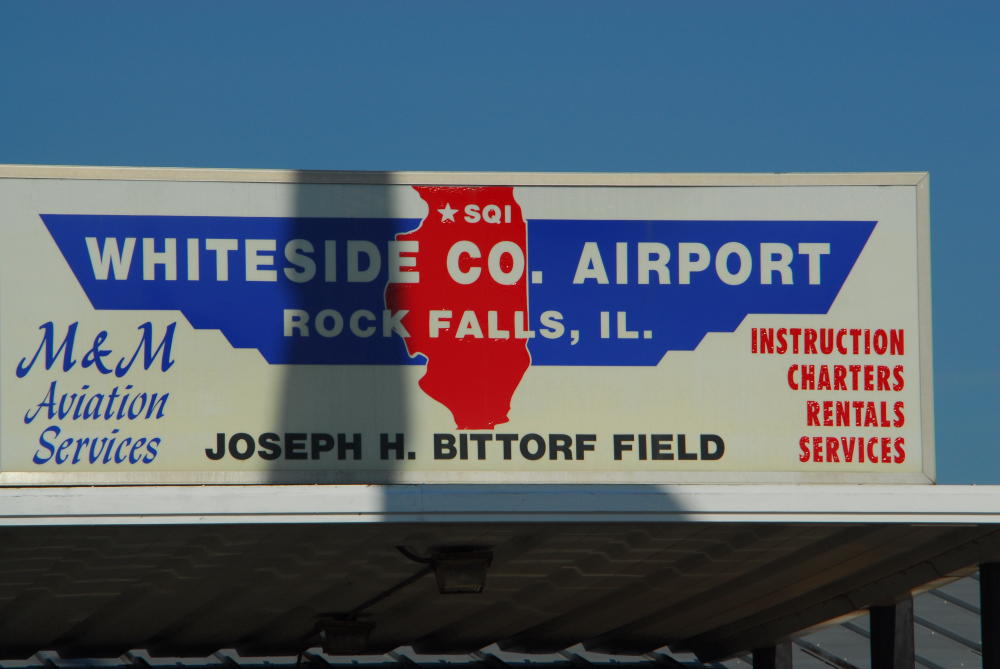 ★ SQI
WHITESIDE CO. AIRPORT
ROCK FALLS, IL.
M&M
Aviation
Services
INSTRUCTION
CHARTERS
RENTALS
SERVICES
JOSEPH H. BITTORF FIELD